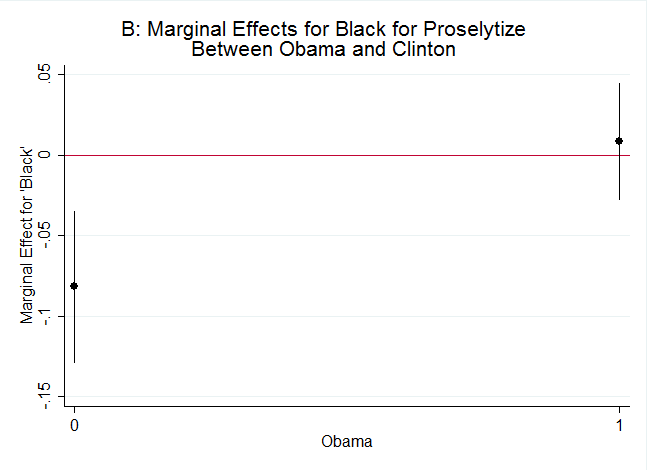 B: Marginal Effects for Black for Proselytize
Between Obama and Clinton
Marginal Effect for 'Black'
.05
0
-.05
-.1
-.15
0
1
Obama